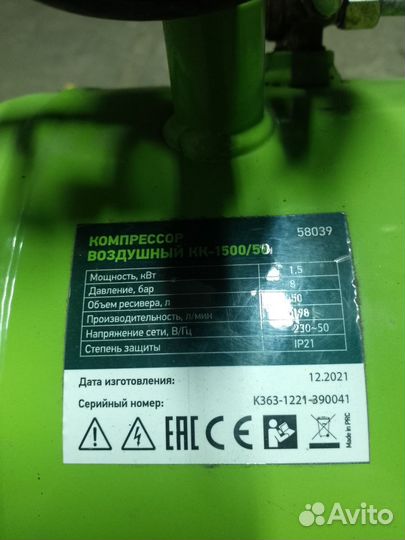 КОМПРЕССОР 58039
ВОЗДУШНЫЙ КК-1500/50
Мощность, кВт 1,5
Давление, бар 8
Объем ресивера, л 50
Производительность, л/мин 198
Напряжение сети, В/Гц 230~50
Степень защиты IP21
Дата изготовления: 12.2021
Серийный номер: K363-1221-390041
EAC CE
Made in PRC
Avito